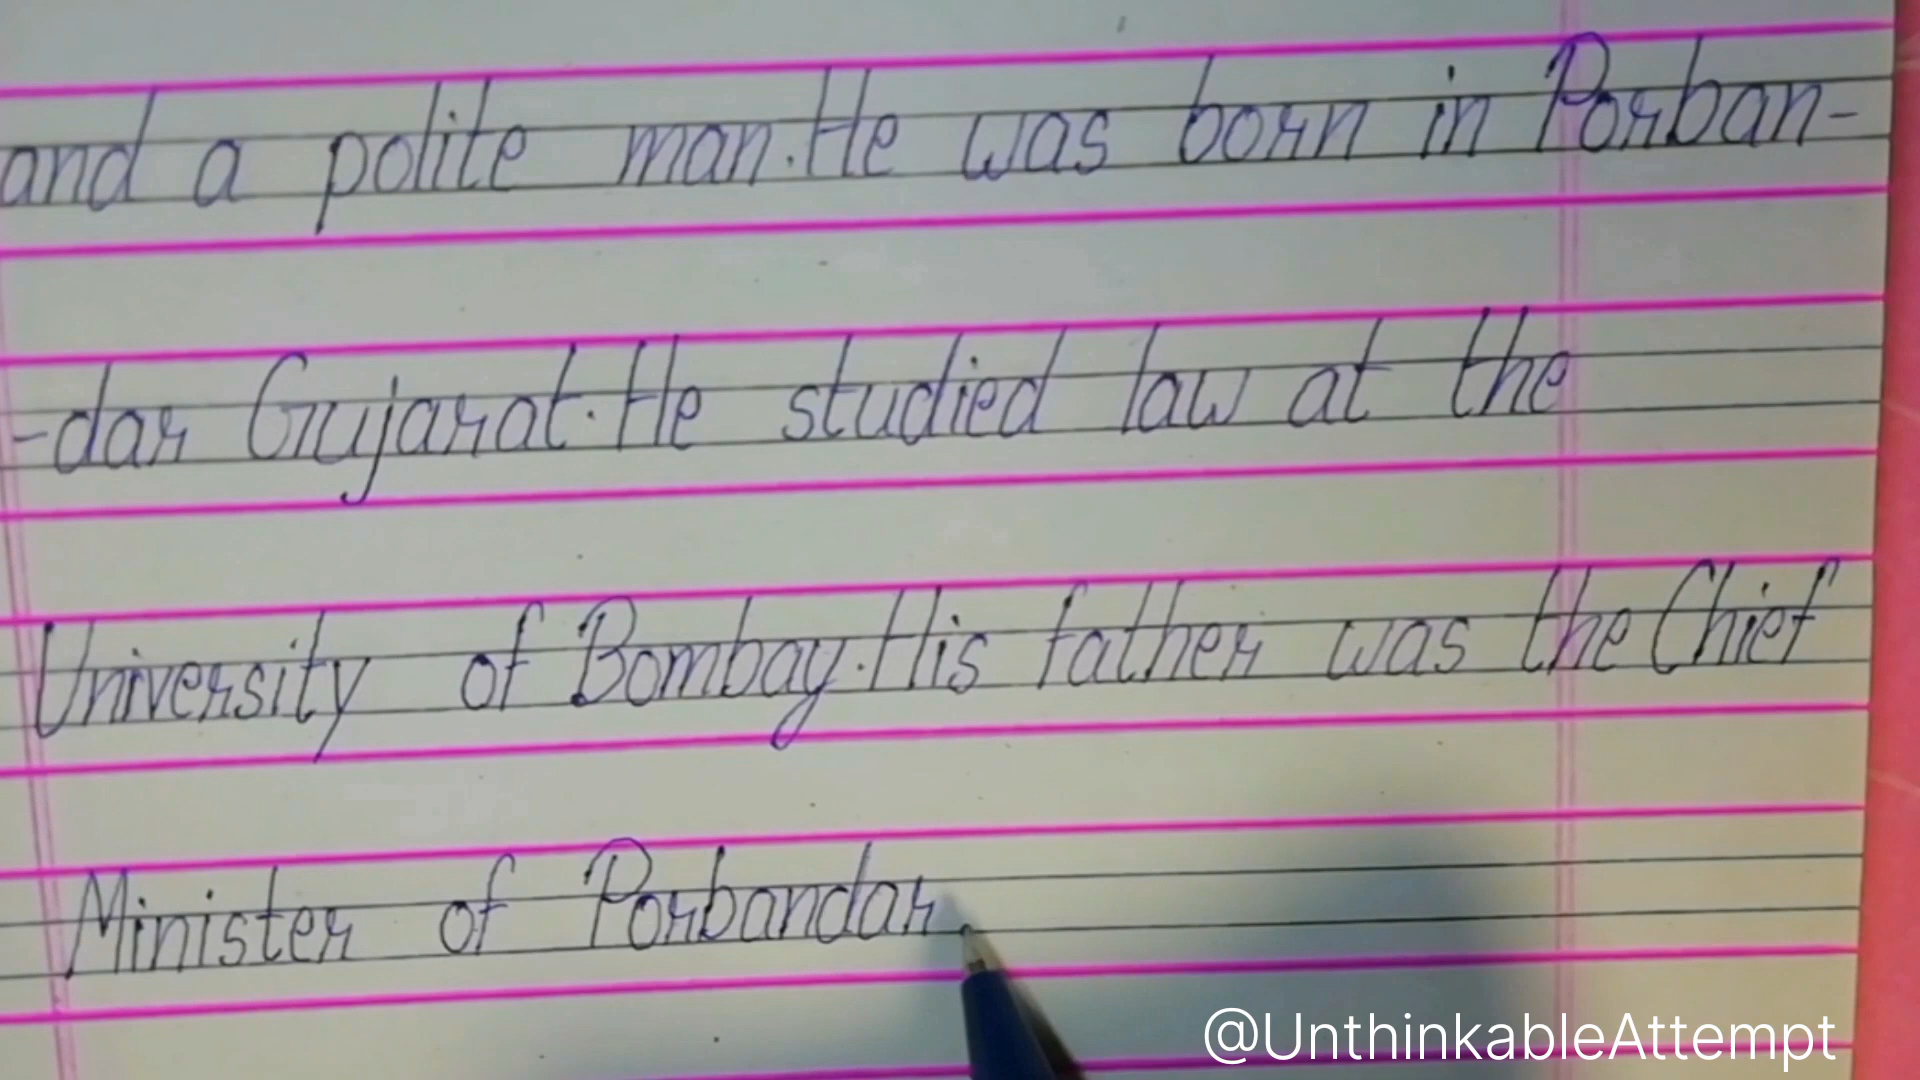 and a polite man. He was born in Porban-
-dar Gujarat. He studied law at the
University of Bombay. His father was the Chief
Minister of Porbandar
@UnthinkableAttempt